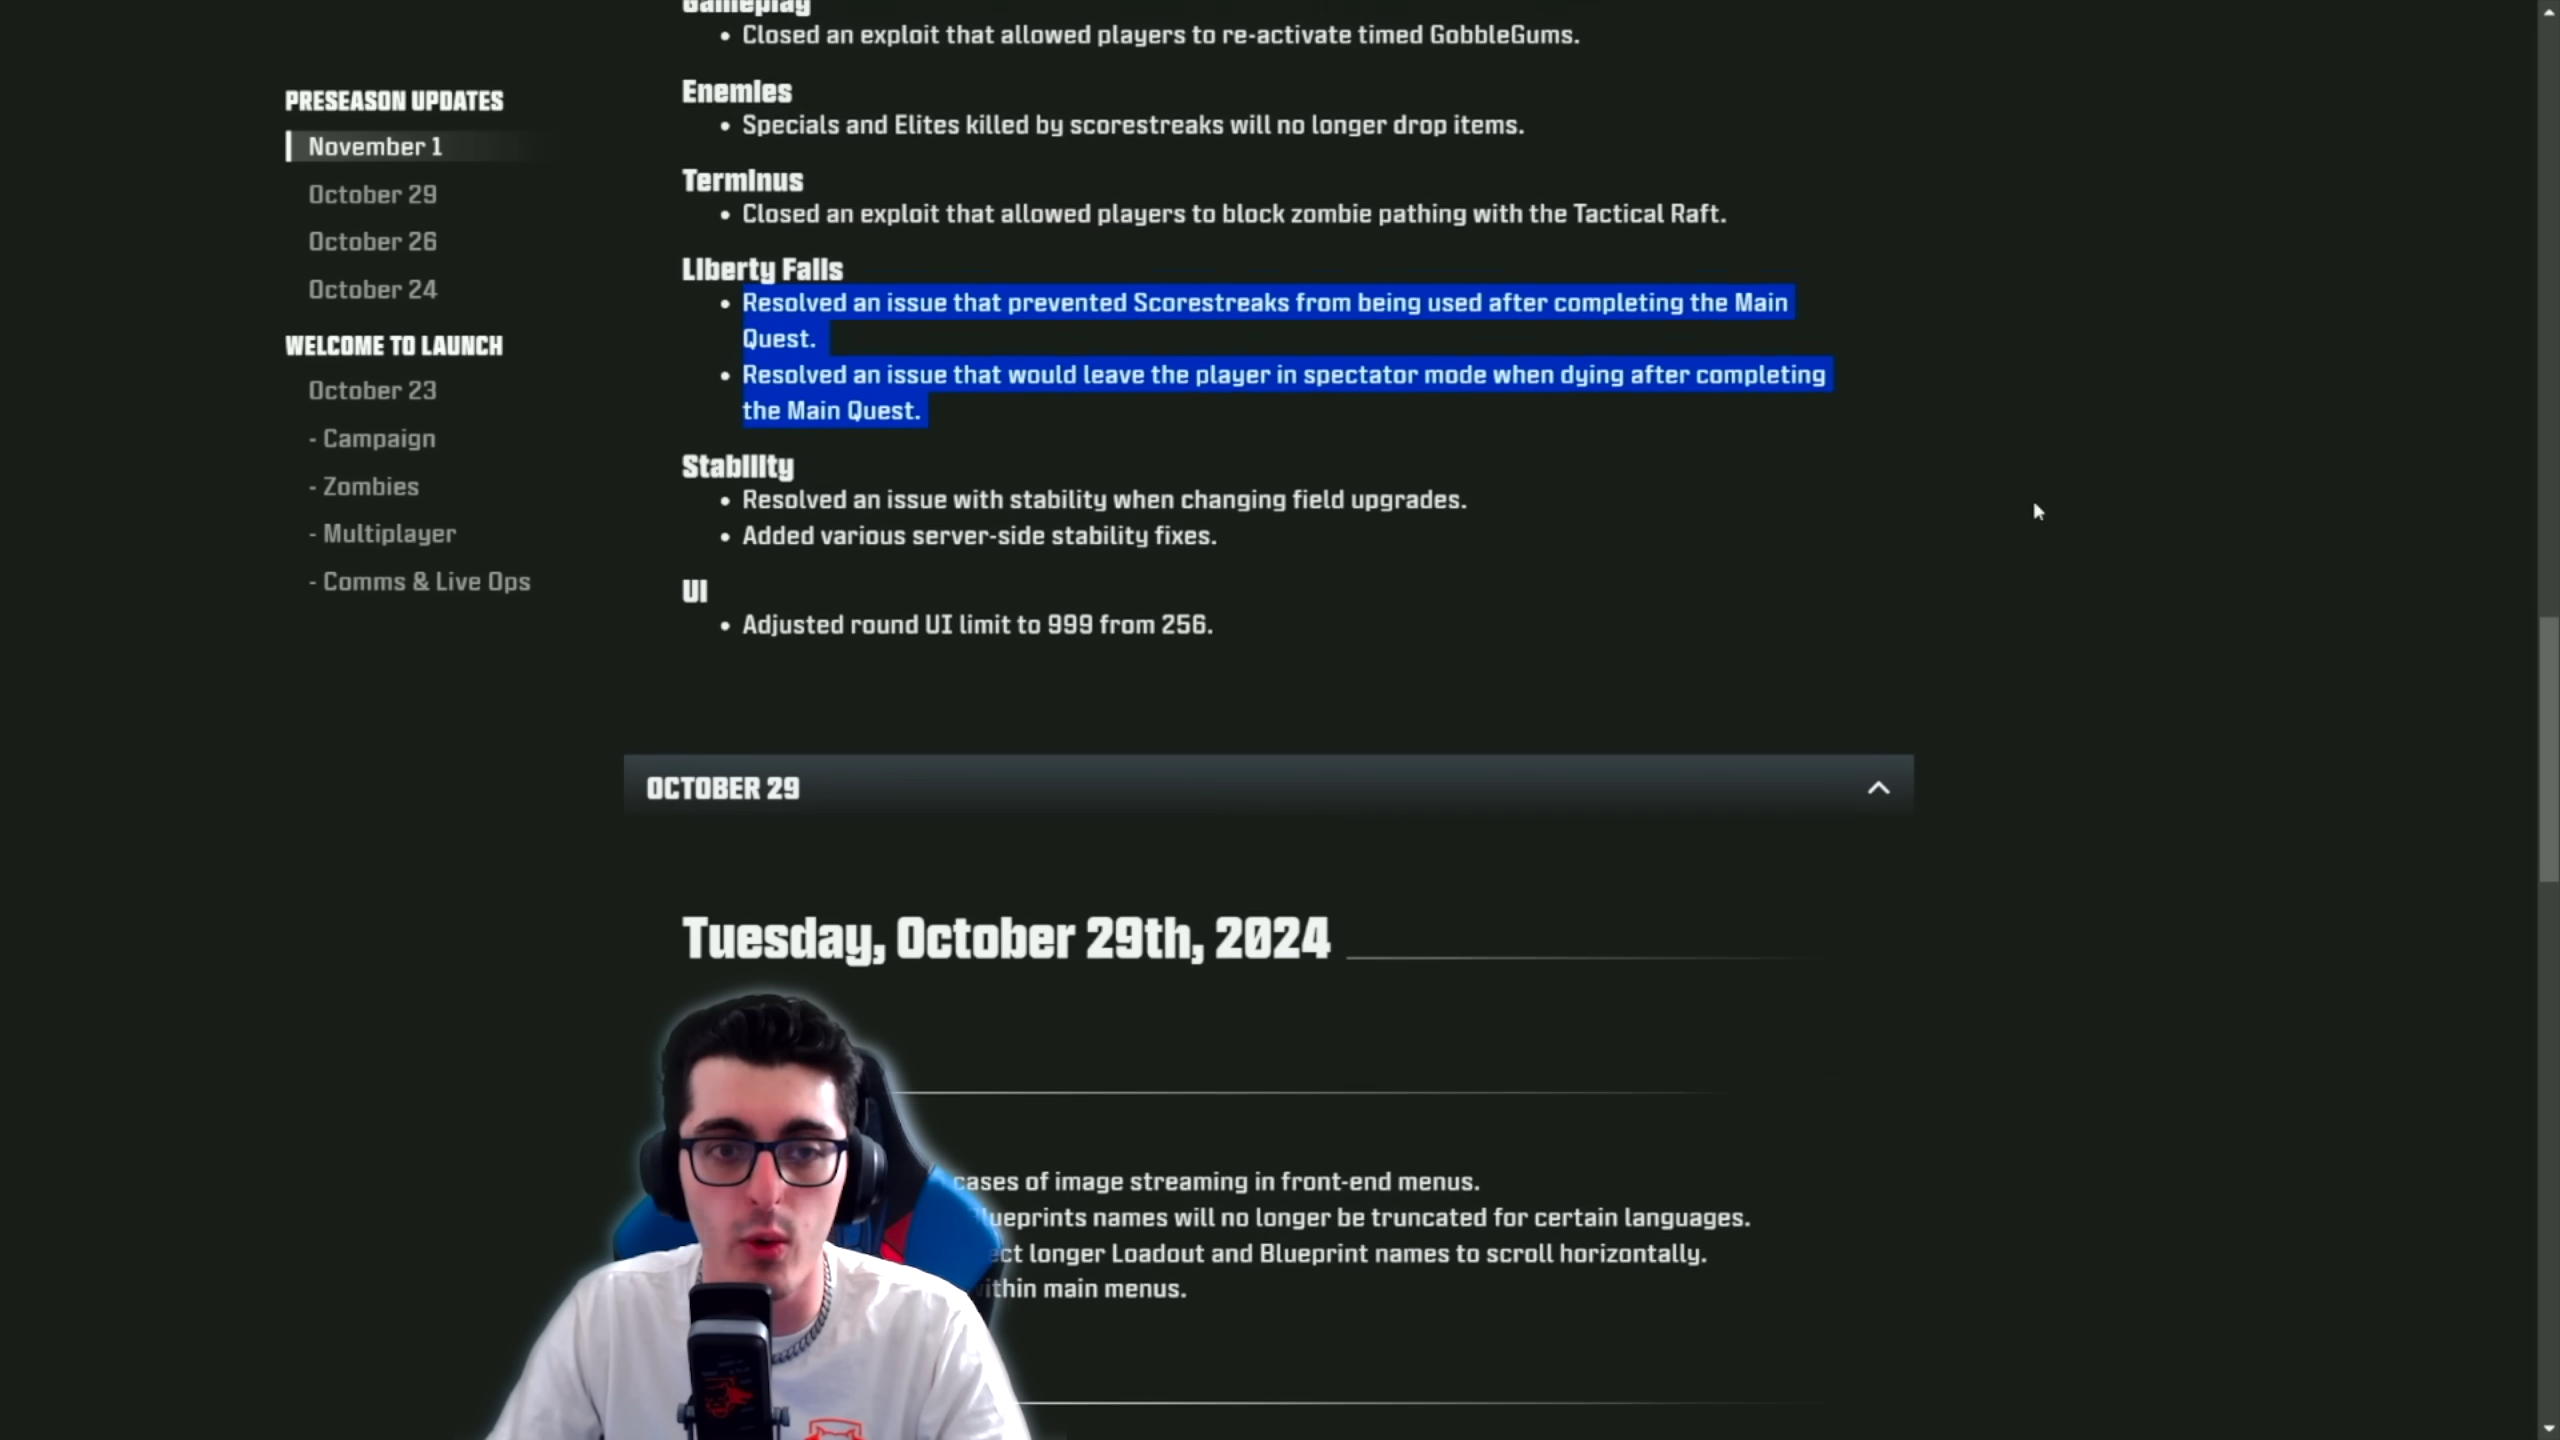 Gameplay
Closed an exploit that allowed players to re-activate timed GobbleGums.
PRESEASON UPDATES
November 1
October 29
October 26
October 24
WELCOME TO LAUNCH
October 23
- Campaign
- Zombies
- Multiplayer
- Comms & Live Ops
Enemies
Specials and Elites killed by scorestreaks will no longer drop items.
Terminus
Closed an exploit that allowed players to block zombie pathing with the Tactical Raft.
Liberty Falls
Resolved an issue that prevented Scorestreaks from being used after completing the Main
Quest.
Resolved an issue that would leave the player in spectator mode when dying after completing
the Main Quest.
Stability
Resolved an issue with stability when changing field upgrades.
Added various server-side stability fixes.
UI
Adjusted round UI limit to 999 from 256.
OCTOBER 29
Tuesday, October 29th, 2024
cases of image streaming in front-end menus.
names will no longer be truncated for certain languages.
longer Loadout and Blueprint names to scroll horizontally.
main menus.